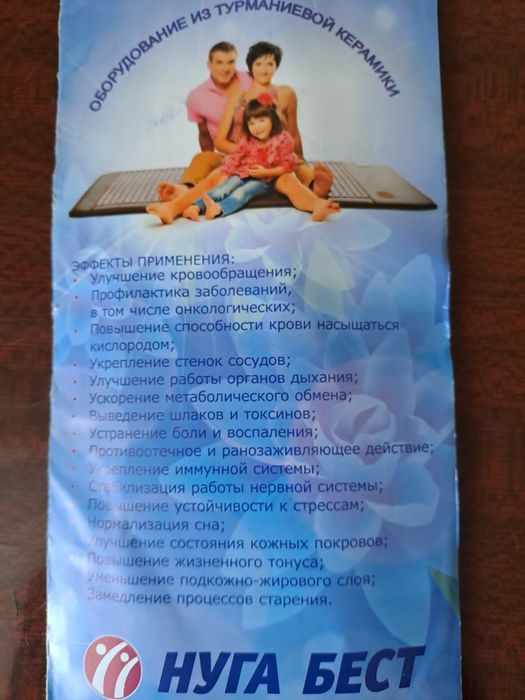 ОБОРУДОВАНИЕ ИЗ ТУРМАНИЕВОЙ КЕРАМИКИ
ЭФФЕКТЫ ПРИМЕНЕНИЯ:
• Улучшение кровообращения;
• Профилактика заболеваний,
в том числе онкологических;
• Повышение способности крови насыщаться
кислородом;
• Укрепление стенок сосудов;
• Улучшение работы органов дыхания;
• Ускорение метаболического обмена;
• Выведение шлаков и токсинов;
• Устранение боли и воспаления;
• Противоотечное и ранозаживляющее действие;
• Укрепление иммунной системы;
• Стабилизация работы нервной системы;
Повышение устойчивости к стрессам;
• Нормализация сна;
Улучшение состояния кожных покровов;
• Повышение жизненного тонуса;
• Уменьшение подкожно-жирового слоя;
• Замедление процессов старения.
НУГА БЕСТ